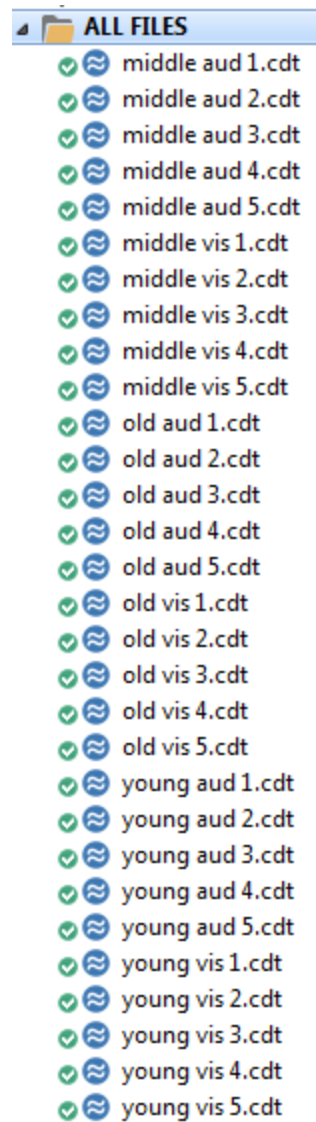 ALL FILES
middle aud 1.cdt
middle aud 2.cdt
middle aud 3.cdt
middle aud 4.cdt
middle aud 5.cdt
middle vis 1.cdt
middle vis 2.cdt
middle vis 3.cdt
middle vis 4.cdt
middle vis 5.cdt
old aud 1.cdt
old aud 2.cdt
old aud 3.cdt
old aud 4.cdt
old aud 5.cdt
old vis 1.cdt
old vis 2.cdt
old vis 3.cdt
old vis 4.cdt
old vis 5.cdt
young aud 1.cdt
young aud 2.cdt
young aud 3.cdt
young aud 4.cdt
young aud 5.cdt
young vis 1.cdt
young vis 2.cdt
young vis 3.cdt
young vis 4.cdt
young vis 5.cdt